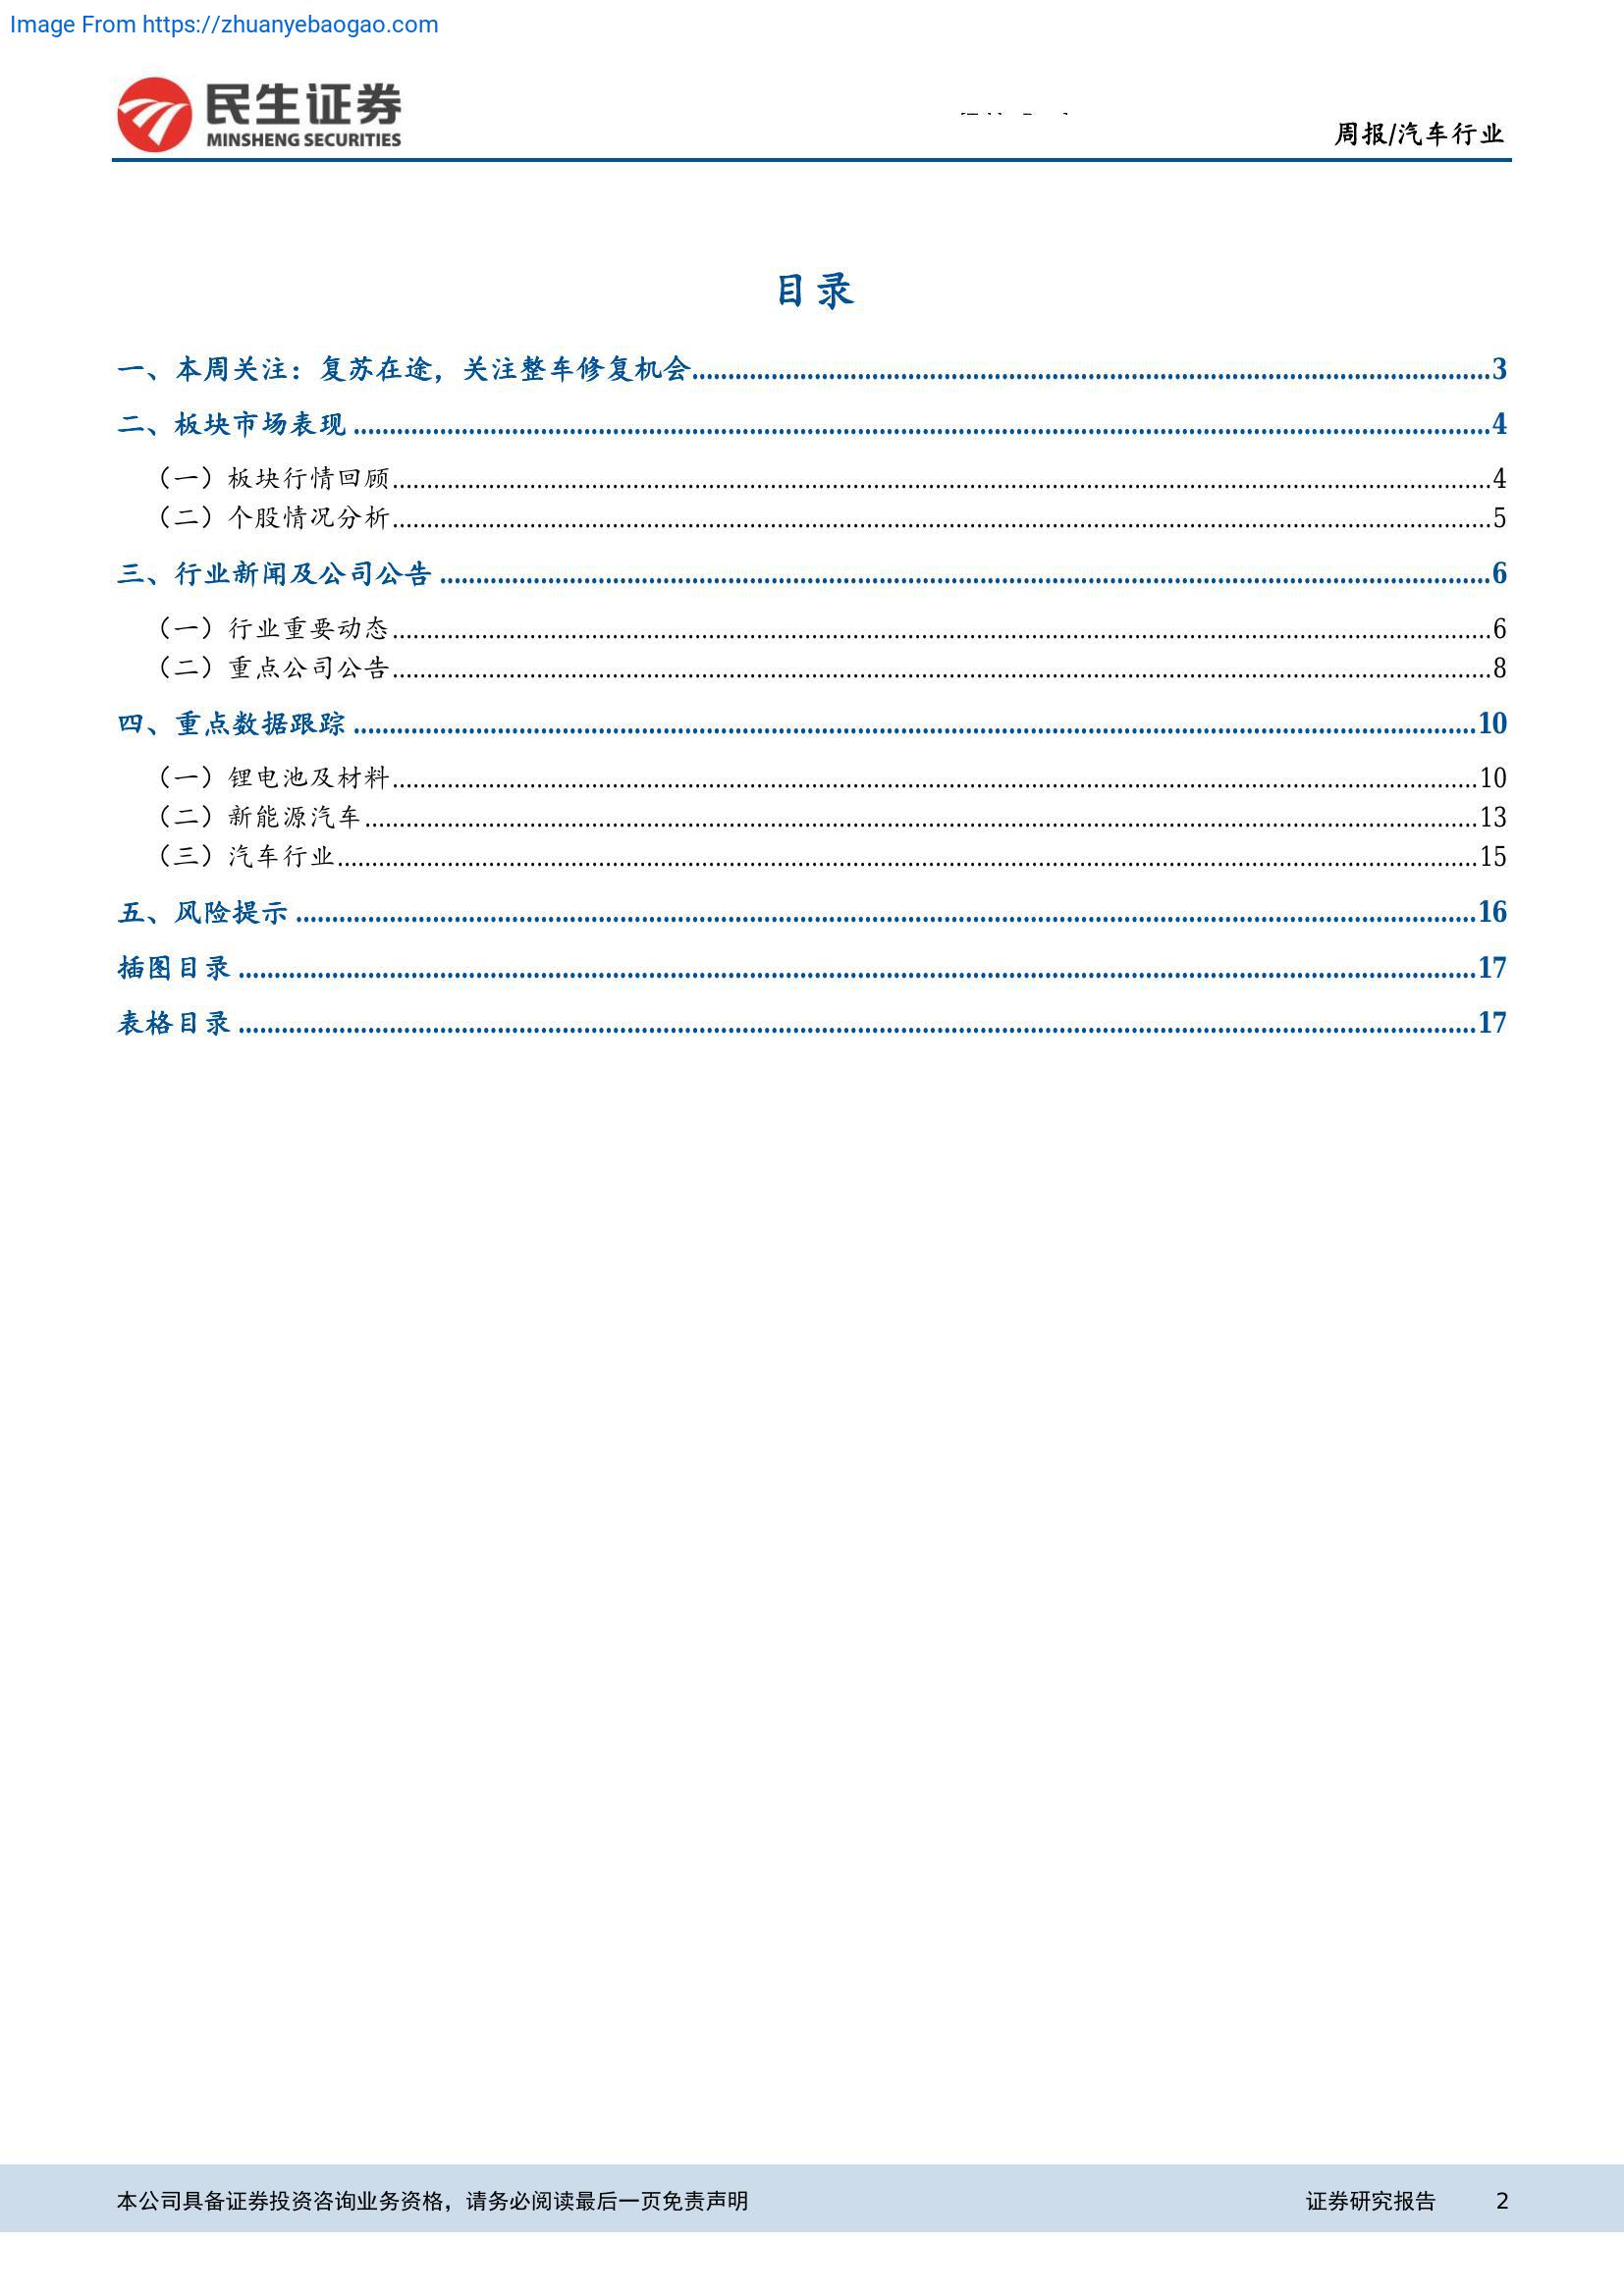 Image From https://zhuanyebaogao.com
民生证券
MINSHENG SECURITIES
周报/汽车行业
目录
一、本周关注：复苏在途，关注整车修复机会........3
二、板块市场表现........4
（一）板块行情回顾........4
（二）个股情况分析........5
三、行业新闻及公司公告........6
（一）行业重要动态........6
（二）重点公司公告........8
四、重点数据跟踪........10
（一）锂电池及材料........10
（二）新能源汽车........13
（三）汽车行业........15
五、风险提示........16
插图目录........17
表格目录........17
本公司具备证券投资咨询业务资格，请务必阅读最后一页免责声明 证券研究报告 2